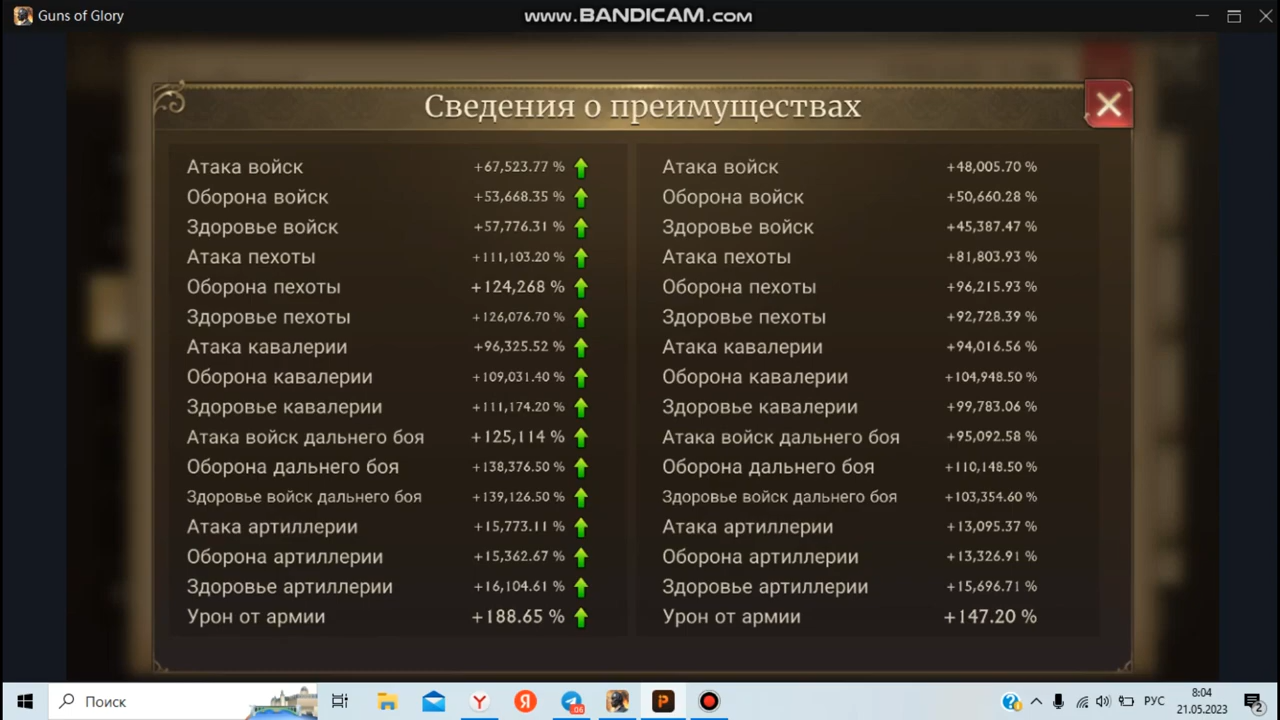 Guns of Glory
www.BANDICAM.com
Сведения о преимуществах
Атака войск +67,523.77 % Атака войск +48,005.70 %
Оборона войск +53,668.35 % Оборона войск +50,660.28 %
Здоровье войск +57,776.31 % Здоровье войск +45,387.47 %
Атака пехоты +111,103.20 % Атака пехоты +81,803.93 %
Оборона пехоты +124,268 % Оборона пехоты +96,215.93 %
Здоровье пехоты +126,076.70 % Здоровье пехоты +92,728.39 %
Атака кавалерии +96,325.52 % Атака кавалерии +94,016.56 %
Оборона кавалерии +109,031.40 % Оборона кавалерии +104,948.50 %
Здоровье кавалерии +111,174.20 % Здоровье кавалерии +99,783.06 %
Атака войск дальнего боя +125,114 % Атака войск дальнего боя +95,092.58 %
Оборона дальнего боя +138,376.50 % Оборона дальнего боя +110,148.50 %
Здоровье войск дальнего боя +139,126.50 % Здоровье войск дальнего боя +103,354.60 %
Атака артиллерии +15,773.11 % Атака артиллерии +13,095.37 %
Оборона артиллерии +15,362.67 % Оборона артиллерии +13,326.91 %
Здоровье артиллерии +16,104.61 % Здоровье артиллерии +15,696.71 %
Урон от армии +188.65 % Урон от армии +147.20 %
Поиск
РУС
8:04
21.05.2023
2